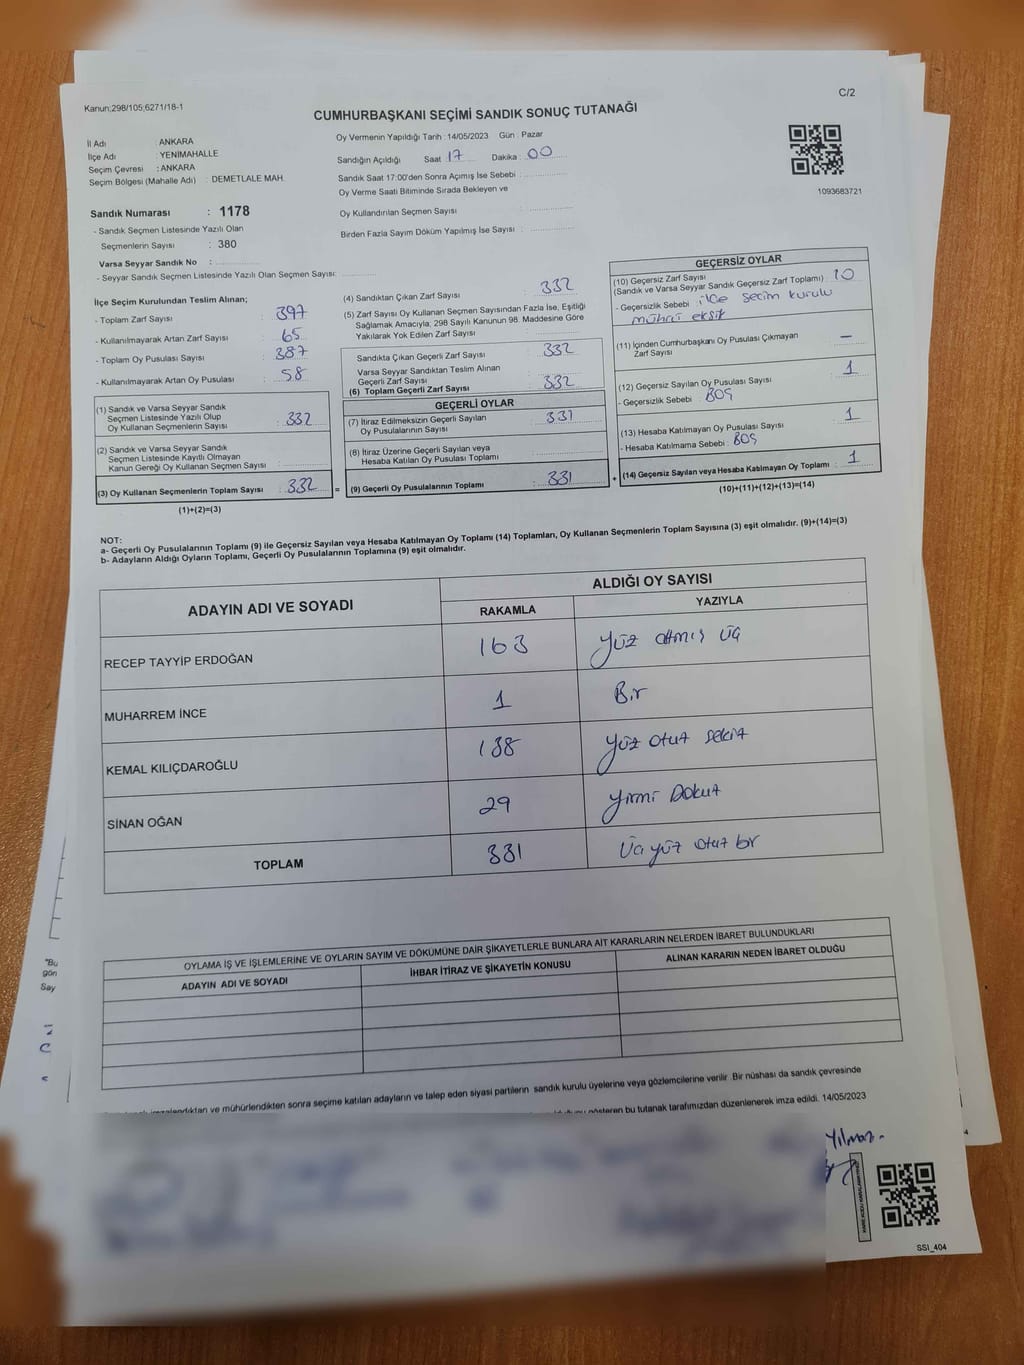 Kanun;298/105;6271/18-1
C/2
CUMHURBAŞKANI SEÇİMİ SANDIK SONUÇ TUTANAĞI
İl Adı : ANKARA
İlçe Adı : YENİMAHALLE
Seçim Çevresi : ANKARA
Seçim Bölgesi (Mahalle Adı) : DEMETLALE MAH.
Oy Vermenin Yapıldığı Tarih : 14/05/2023 Gün : Pazar
Sandığın Açıldığı Saat : 17 Dakika : 00
Sandık Saat 17:00'den Sonra Açımış İse Sebebi :
Oy Verme Saati Bitiminde Sırada Bekleyen ve
Oy Kullandırılan Seçmen Sayısı
Birden Fazla Sayım Döküm Yapılmış İse Sayısı :
1093683721
Sandık Numarası : 1178
- Sandık Seçmen Listesinde Yazılı Olan
Seçmenlerin Sayısı : 380
Varsa Seyyar Sandık No :
- Seyyar Sandık Seçmen Listesinde Yazılı Olan Seçmen Sayısı:
İlçe Seçim Kurulundan Teslim Alınan;
- Toplam Zarf Sayısı : 397
- Kullanılmayarak Artan Zarf Sayısı : 65
- Toplam Oy Pusulası Sayısı : 387
- Kullanılmayarak Artan Oy Pusulası : 58
(1) Sandık ve Varsa Seyyar Sandık
Seçmen Listesinde Yazılı Olup
Oy Kullanan Seçmenlerin Sayısı : 332
(2) Sandık ve Varsa Seyyar Sandık
Seçmen Listesinde Kayıtlı Olmayan
Kanun Gereği Oy Kullanan Seçmen Sayısı :
(3) Oy Kullanan Seçmenlerin Toplam Sayısı : 332 =
(1)+(2)=(3)
(4) Sandıktan Çıkan Zarf Sayısı : 332
(5) Zarf Sayısı Oy Kullanan Seçmen Sayısından Fazla İse, Eşitliği
Sağlamak Amacıyla, 298 Sayılı Kanunun 98. Maddesine Göre
Yakılarak Yok Edilen Zarf Sayısı
Sandıkta Çıkan Geçerli Zarf Sayısı : 332
Varsa Seyyar Sandıktan Teslim Alınan
Geçerli Zarf Sayısı
(6) Toplam Geçerli Zarf Sayısı : 332
GEÇERLİ OYLAR
(7) İtiraz Edilmeksizin Geçerli Sayılan
Oy Pusulalarının Sayısı : 331
(8) İtiraz Üzerine Geçerli Sayılan veya
Hesaba Katılan Oy Pusulası Toplamı :
(9) Geçerli Oy Pusulalarının Toplamı : 331 +
GEÇERSİZ OYLAR
(10) Geçersiz Zarf Sayısı
(Sandık ve Varsa Seyyar Sandık Geçersiz Zarf Toplamı) : 10
- Geçersizlik Sebebi : ilçe seçim kurulu
mührü eksik
(11) İçinden Cumhurbaşkanı Oy Pusulası Çıkmayan
Zarf Sayısı : —
(12) Geçersiz Sayılan Oy Pusulası Sayısı : 1
- Geçersizlik Sebebi : BOŞ
(13) Hesaba Katılmayan Oy Pusulası Sayısı : 1
- Hesaba Katılmama Sebebi : BOŞ
(14) Geçersiz Sayılan veya Hesaba Katılmayan Oy Toplamı : 1
(10)+(11)+(12)+(13)=(14)
NOT:
a- Geçerli Oy Pusulalarının Toplamı (9) ile Geçersiz Sayılan veya Hesaba Katılmayan Oy Toplamı (14) Toplamları, Oy Kullanan Seçmenlerin Toplam Sayısına (3) eşit olmalıdır. (9)+(14)=(3)
b- Adayların Aldığı Oyların Toplamı, Geçerli Oy Pusulalarının Toplamına (9) eşit olmalıdır.
ADAYIN ADI VE SOYADI
ALDIĞI OY SAYISI
RAKAMLA YAZIYLA
RECEP TAYYİP ERDOĞAN 163 Yüz altmış üç
MUHARREM İNCE 1 Bir
KEMAL KILIÇDAROĞLU 138 Yüz otuz sekiz
SİNAN OĞAN 29 Yirmi Dokuz
TOPLAM 331 Üç yüz otuz bir
OYLAMA İŞ VE İŞLEMLERİNE VE OYLARIN SAYIM VE DÖKÜMÜNE DAİR ŞİKAYETLERLE BUNLARA AİT KARARLARIN NELERDEN İBARET BULUNDUKLARI
ADAYIN ADI VE SOYADI İHBAR İTİRAZ VE ŞİKAYETİN KONUSU ALINAN KARARIN NEDEN İBARET OLDUĞU
"Bu
gön
Say
ve mühürlendikten sonra seçime katılan adayların ve talep eden siyasi partilerin sandık kurulu üyelerine veya gözlemcilerine verilir .Bir nüshası da sandık çevresinde
gösteren bu tutanak tarafımızdan düzenlenerek imza edildi. 14/05/2023
Yılmaz
SSI_404